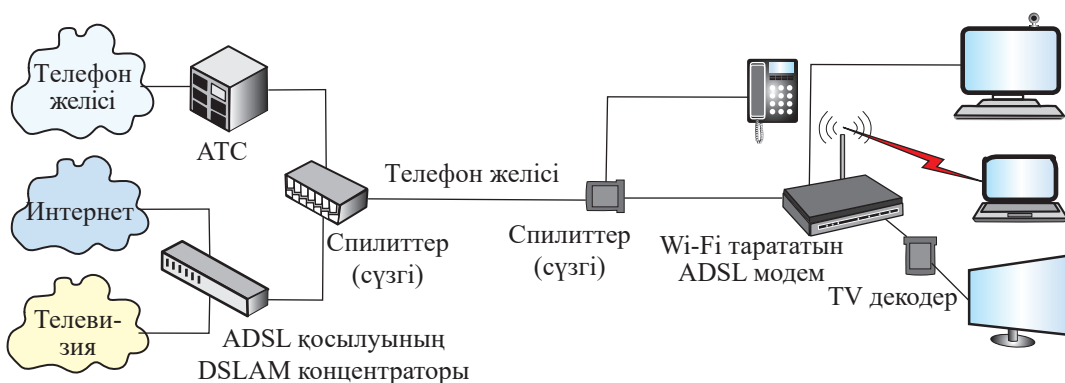 Телефон
желісі
АТС
Интернет
Телеви-
зия
ADSL қосылуының
DSLAM концентраторы
Спилиттер
(сүзгі)
Телефон желісі
Спилиттер
(сүзгі)
Wi-Fi тарататын
ADSL модем
TV декодер